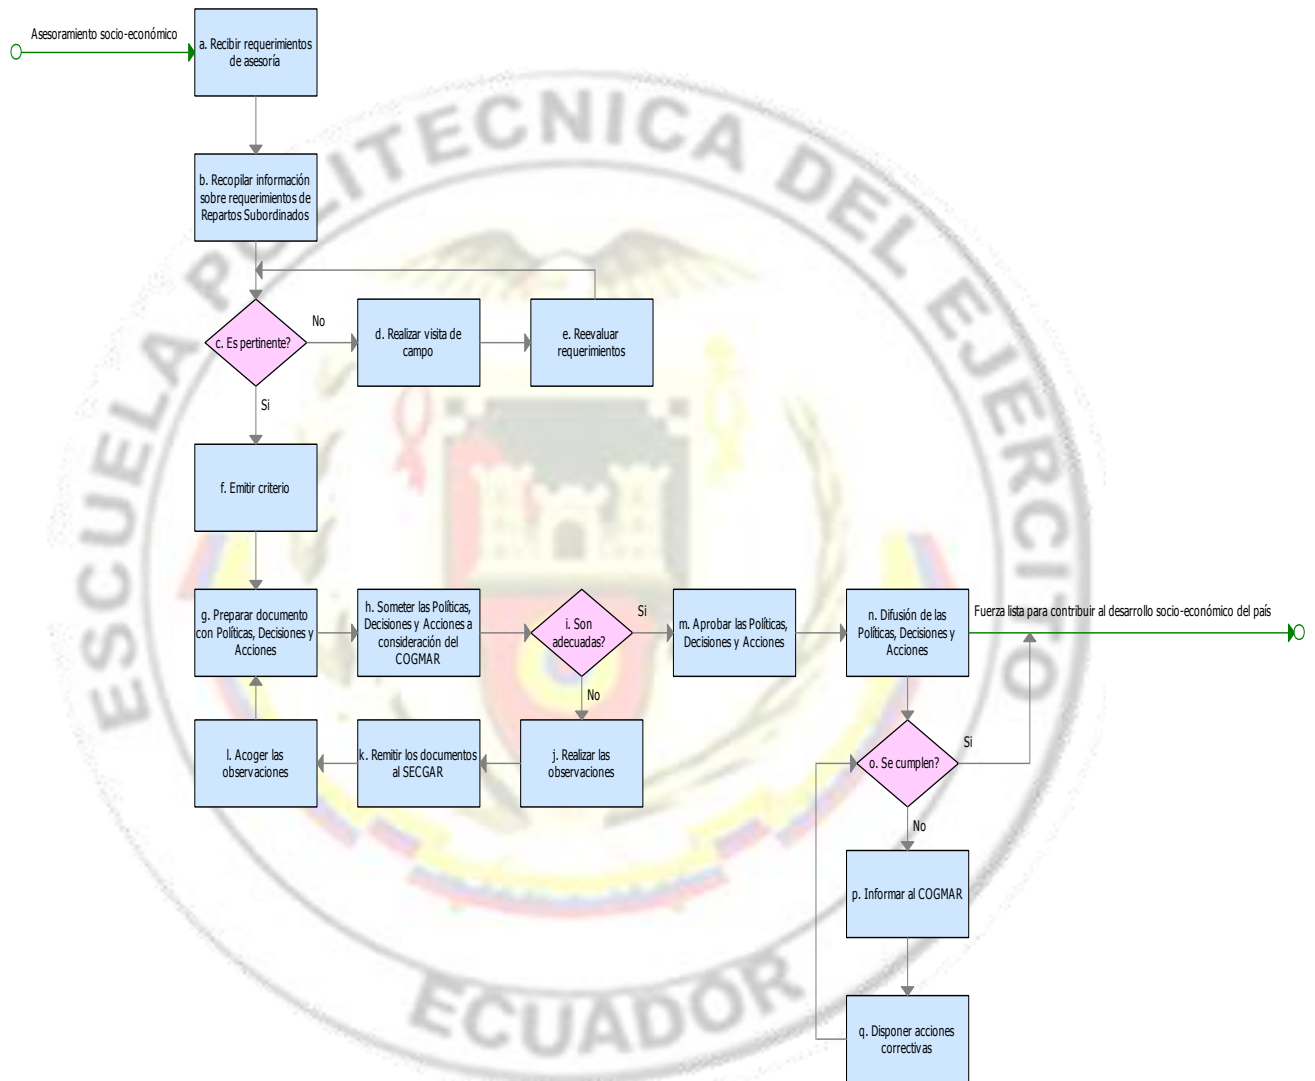 ESCUELA POLITECNICA DEL EJERCITO
ECUADOR
Asesoramiento socio-económico
a. Recibir requerimientos
de asesoría
b. Recopilar información
sobre requerimientos de
Repartos Subordinados
c. Es pertinente?
No
d. Realizar visita de
campo
e. Reevaluar
requerimientos
Si
f. Emitir criterio
g. Preparar documento
con Políticas, Decisiones y
Acciones
h. Someter las Políticas,
Decisiones y Acciones a
consideración del
COGMAR
i. Son
adecuadas?
Si
m. Aprobar las Políticas,
Decisiones y Acciones
n. Difusión de las
Políticas, Decisiones y
Acciones
Fuerza lista para contribuir al desarrollo socio-económico del país
No
l. Acoger las
observaciones
k. Remitir los documentos
al SECGAR
j. Realizar las
observaciones
o. Se cumplen?
Si
No
p. Informar al COGMAR
q. Disponer acciones
correctivas